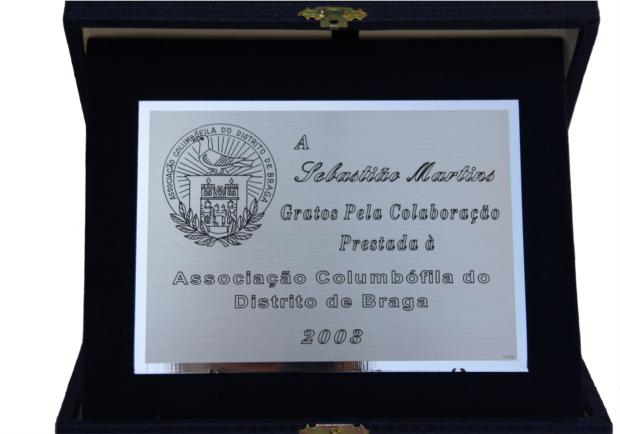 ASSOCIAÇÃO COLUMBÓFILA DO DISTRITO DE BRAGA
A
Sebastião Martins
Gratos Pela Colaboração
Prestada à
Associação Columbófila do
Distrito de Braga
2003